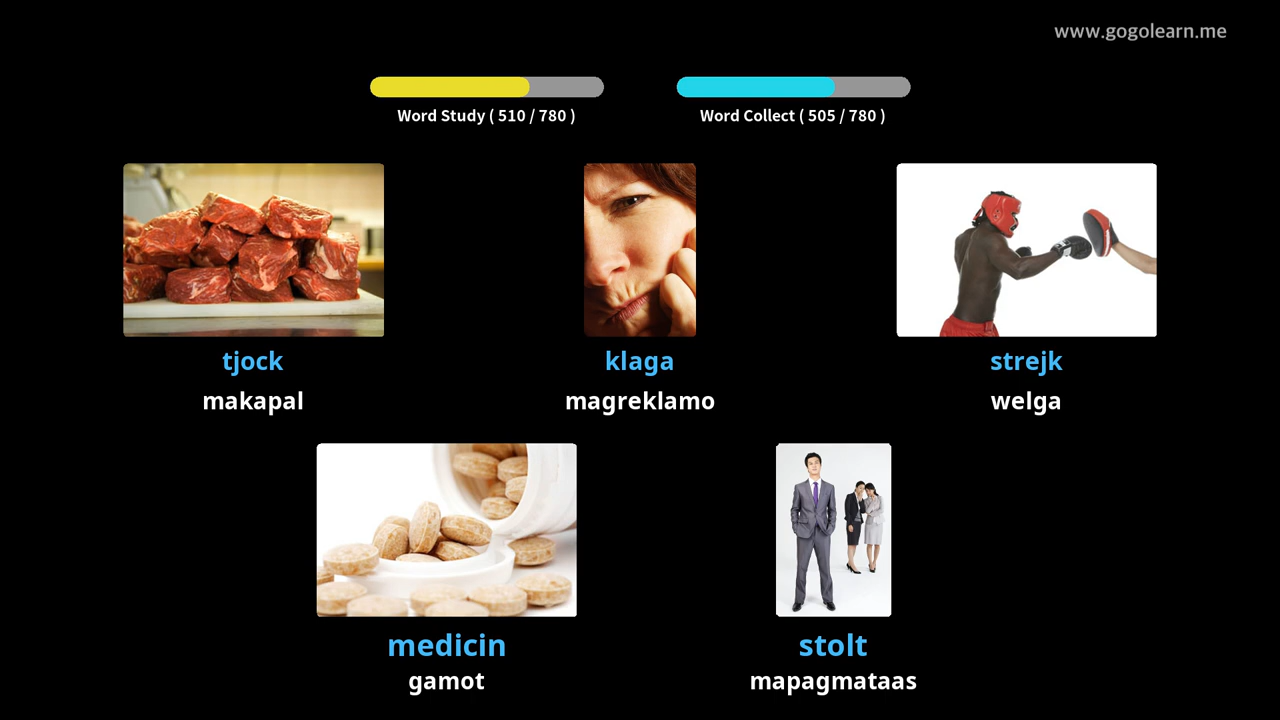 www.gogolearn.me
Word Study ( 510 / 780 )
Word Collect ( 505 / 780 )
tjock
klaga
strejk
makapal
magreklamo
welga
medicin
stolt
gamot
mapagmataas